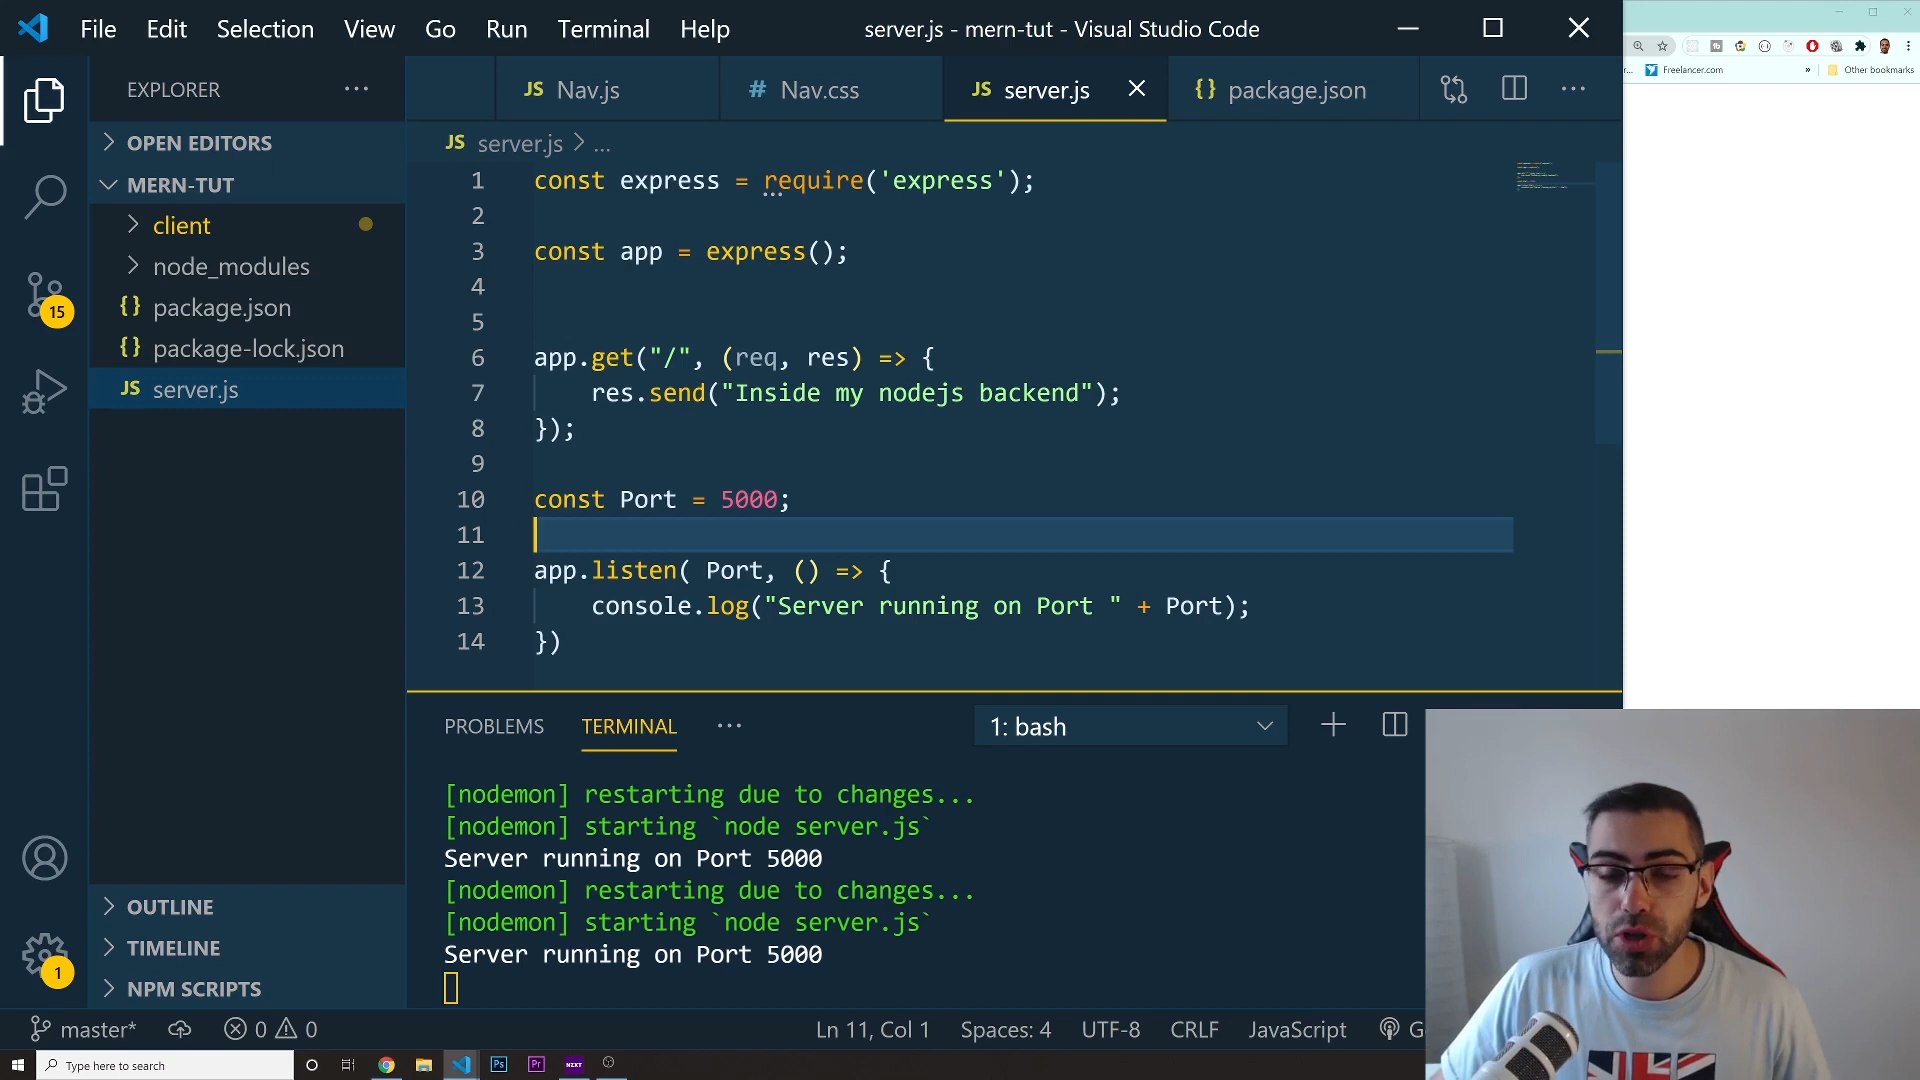 File Edit Selection View Go Run Terminal Help server.js - mern-tut - Visual Studio Code
EXPLORER ...
JS Nav.js # Nav.css JS server.js {} package.json ...
OPEN EDITORS
MERN-TUT
client
node_modules
{} package.json
{} package-lock.json
JS server.js
15
OUTLINE
TIMELINE
NPM SCRIPTS
1
JS server.js > ...
1 const express = require('express');
2
3 const app = express();
4
5
6 app.get("/", (req, res) => {
7 res.send("Inside my nodejs backend");
8 });
9
10 const Port = 5000;
11
12 app.listen( Port, () => {
13 console.log("Server running on Port " + Port);
14 })
PROBLEMS TERMINAL ... 1: bash
[nodemon] restarting due to changes...
[nodemon] starting `node server.js`
Server running on Port 5000
[nodemon] restarting due to changes...
[nodemon] starting `node server.js`
Server running on Port 5000
master* 0 0 Ln 11, Col 1 Spaces: 4 UTF-8 CRLF JavaScript G
Type here to search Ps Pr NZXT
Freelancer.com » Other bookmarks